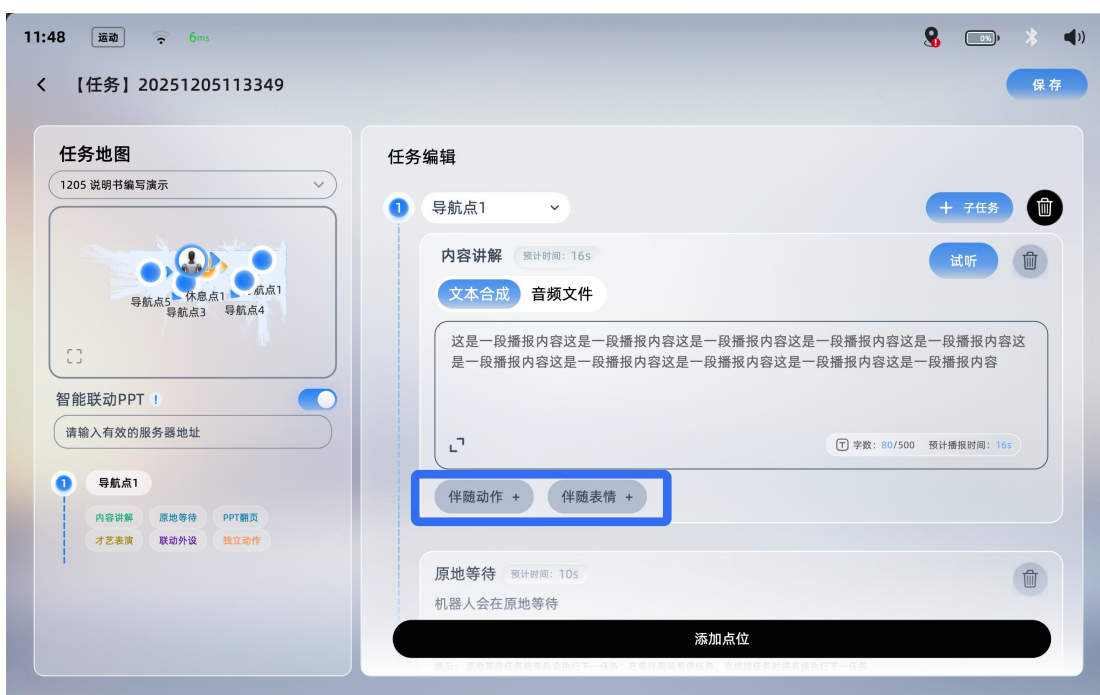 11:48 运动 6ms 0%
【任务】20251205113349 保存
任务地图
1205 说明书编写演示
导航点5 休息点1 航点1
导航点3 导航点4
智能联动PPT !
请输入有效的服务器地址
1 导航点1
内容讲解 原地等待 PPT翻页
才艺表演 联动外设 独立动作
任务编辑
1 导航点1 + 子任务
内容讲解 预计时间: 16s 试听
文本合成 音频文件
这是一段播报内容这是一段播报内容这是一段播报内容这是一段播报内容这是一段播报内容这
是一段播报内容这是一段播报内容这是一段播报内容这是一段播报内容这是一段播报内容
T 字数: 80/500 预计播报时间: 16s
伴随动作 + 伴随表情 +
原地等待 预计时间: 10s
机器人会在原地等待
添加点位